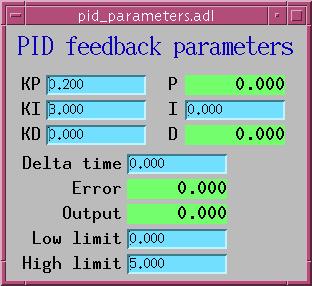 pid_parameters.adl
PID feedback parameters
KP 0.200 P 0.000
KI 3.000 I 0.000
KD 0.000 D 0.000
Delta time 0.000
Error 0.000
Output 0.000
Low limit 0.000
High limit 5.000